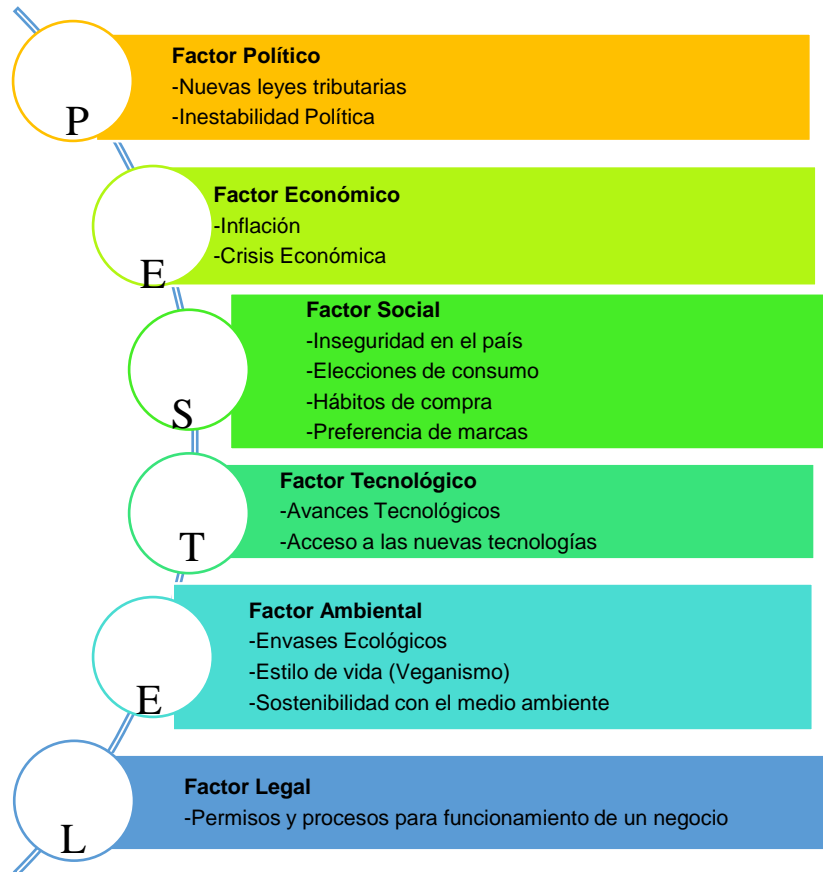 P
Factor Político
-Nuevas leyes tributarias
-Inestabilidad Política
E
Factor Económico
-Inflación
-Crisis Económica
S
Factor Social
-Inseguridad en el país
-Elecciones de consumo
-Hábitos de compra
-Preferencia de marcas
T
Factor Tecnológico
-Avances Tecnológicos
-Acceso a las nuevas tecnologías
E
Factor Ambiental
-Envases Ecológicos
-Estilo de vida (Veganismo)
-Sostenibilidad con el medio ambiente
L
Factor Legal
-Permisos y procesos para funcionamiento de un negocio